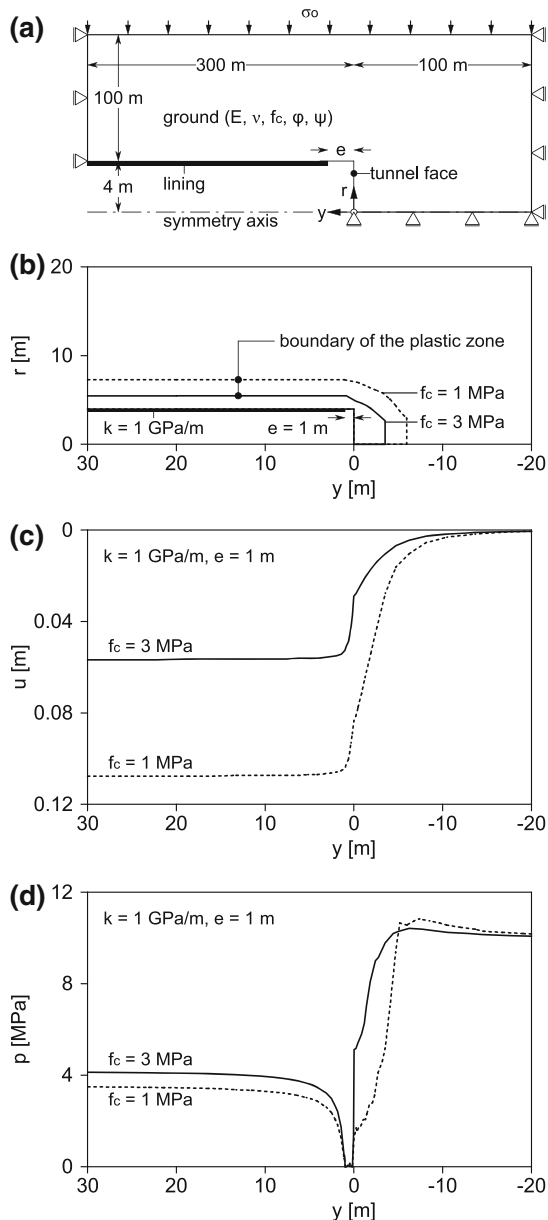 (a)
σo
300 m
100 m
100 m
ground (E, ν, fc, φ, ψ)
e
4 m
lining
r
tunnel face
symmetry axis
y
(b)
20
10
0
r [m]
boundary of the plastic zone
fc = 1 MPa
fc = 3 MPa
k = 1 GPa/m
e = 1 m
30
20
10
0
-10
-20
y [m]
(c)
0
0.04
0.08
0.12
u [m]
k = 1 GPa/m, e = 1 m
fc = 3 MPa
fc = 1 MPa
30
20
10
0
-10
-20
y [m]
(d)
12
8
4
0
p [MPa]
k = 1 GPa/m, e = 1 m
fc = 3 MPa
fc = 1 MPa
30
20
10
0
-10
-20
y [m]